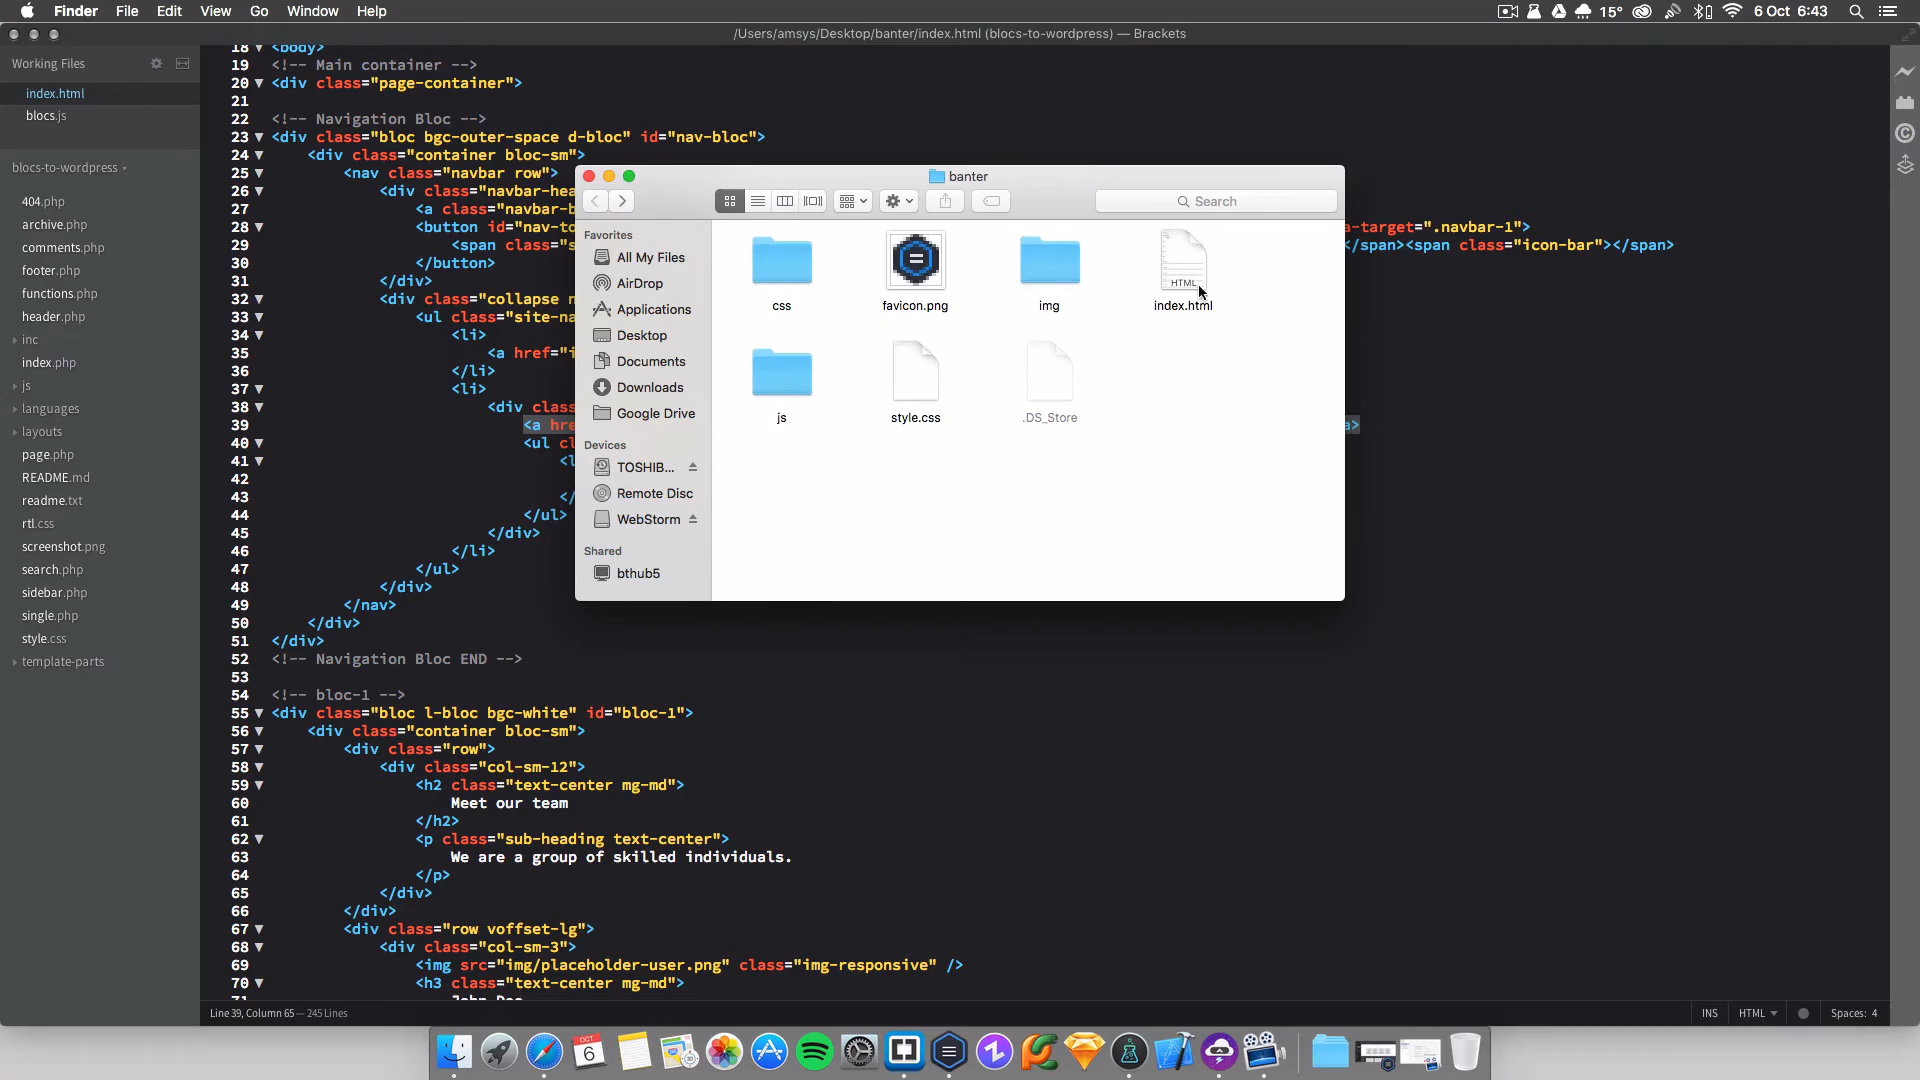 Finder File Edit View Go Window Help
15° 6 Oct 6:43
/Users/amsys/Desktop/banter/index.html (blocs-to-wordpress) — Brackets
Working Files
index.html
blocs.js
blocs-to-wordpress
404.php
archive.php
comments.php
footer.php
functions.php
header.php
inc
index.php
js
languages
layouts
page.php
README.md
readme.txt
rtl.css
screenshot.png
search.php
sidebar.php
single.php
style.css
template-parts
18 <body>
19 <!-- Main container -->
20 <div class="page-container">
21
22 <!-- Navigation Bloc -->
23 <div class="bloc bgc-outer-space d-bloc" id="nav-bloc">
24 <div class="container bloc-sm">
25 <nav class="navbar row">
26 <div class="navbar-hea
27 <a class="navbar-b
28 <button id="nav-to a-target=".navbar-1">
29 <span class="s </span><span class="icon-bar"></span>
30 </button>
31 </div>
32 <div class="collapse n
33 <ul class="site-na
34 <li>
35 <a href="i
36 </li>
37 <li>
38 <div class
39 <a hre a>
40 <ul cl
41 <l
42
43 </
44 </ul>
45 </div>
46 </li>
47 </ul>
48 </div>
49 </nav>
50 </div>
51 </div>
52 <!-- Navigation Bloc END -->
53
54 <!-- bloc-1 -->
55 <div class="bloc l-bloc bgc-white" id="bloc-1">
56 <div class="container bloc-sm">
57 <div class="row">
58 <div class="col-sm-12">
59 <h2 class="text-center mg-md">
60 Meet our team
61 </h2>
62 <p class="sub-heading text-center">
63 We are a group of skilled individuals.
64 </p>
65 </div>
66 </div>
67 <div class="row voffset-lg">
68 <div class="col-sm-3">
69 <img src="img/placeholder-user.png" class="img-responsive" />
70 <h3 class="text-center mg-md">
71 John Doe
banter
Search
Favorites
All My Files
AirDrop
Applications
Desktop
Documents
Downloads
Google Drive
Devices
TOSHIB...
Remote Disc
WebStorm
Shared
bthub5
HTML
css favicon.png img index.html
js style.css .DS_Store
Line 39, Column 65 — 245 Lines
INS HTML Spaces: 4
OCT
6